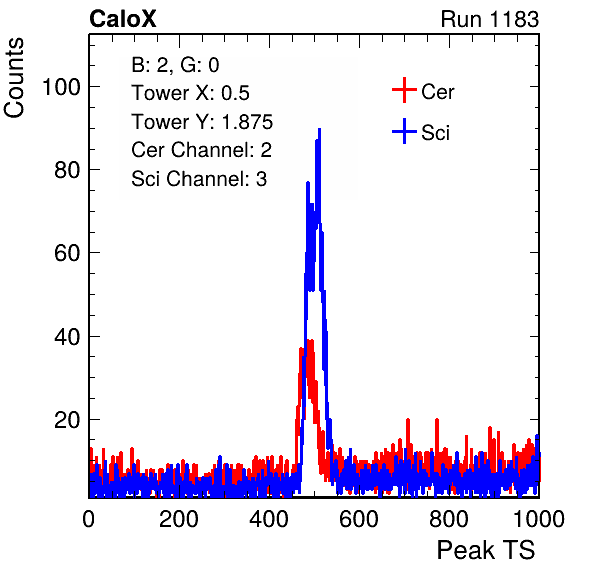 CaloX
Run 1183
Counts
B: 2, G: 0
Tower X: 0.5
Tower Y: 1.875
Cer Channel: 2
Sci Channel: 3
Cer
Sci
100
80
60
40
20
0 200 400 600 800 1000
Peak TS